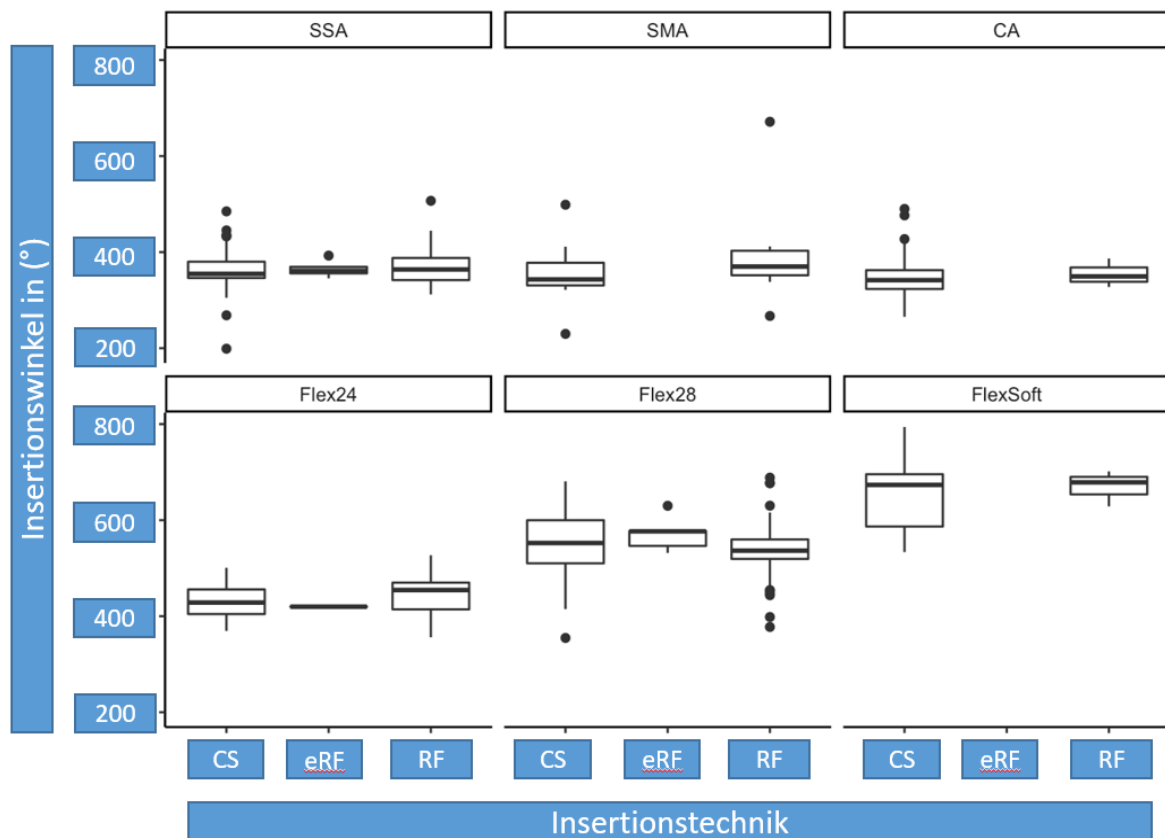 SSA
SMA
CA
800
600
400
200
Insertionswinkel in (°)
Flex24
Flex28
FlexSoft
800
600
400
200
CS
eRF
RF
CS
eRF
RF
CS
eRF
RF
Insertionstechnik